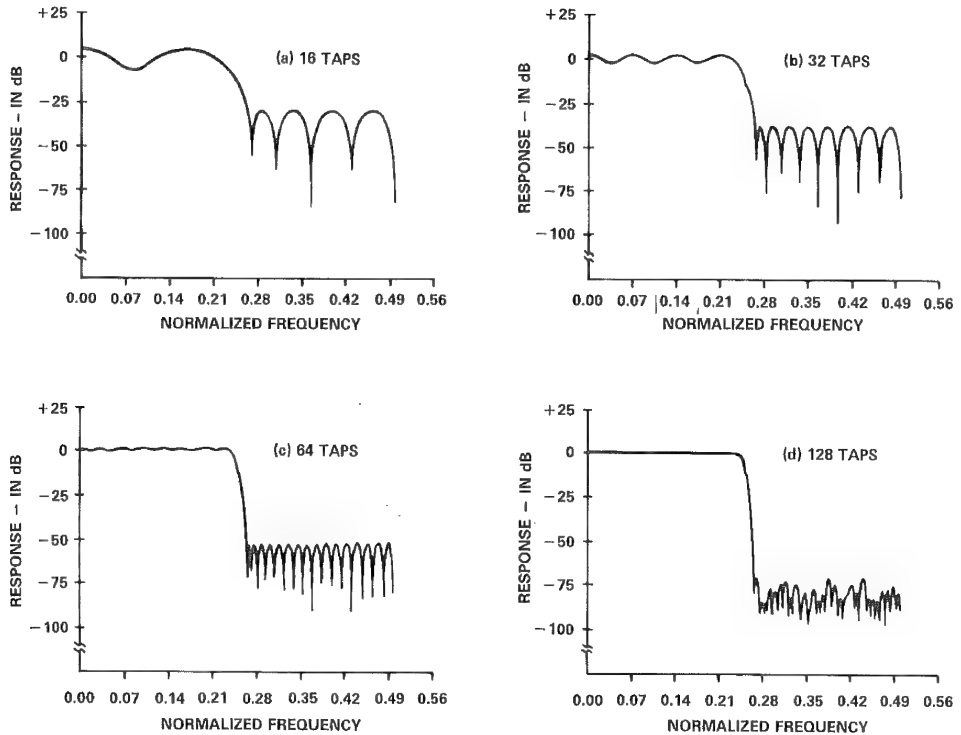 +25
0
−25
−50
−75
−100
RESPONSE – IN dB
(a) 16 TAPS
0.00 0.07 0.14 0.21 0.28 0.35 0.42 0.49 0.56
NORMALIZED FREQUENCY
+25
0
−25
−50
−75
−100
RESPONSE – IN dB
(b) 32 TAPS
0.00 0.07 0.14 0.21 0.28 0.35 0.42 0.49 0.56
NORMALIZED FREQUENCY
+25
0
−25
−50
−75
−100
RESPONSE – IN dB
(c) 64 TAPS
0.00 0.07 0.14 0.21 0.28 0.35 0.42 0.49 0.56
NORMALIZED FREQUENCY
+25
0
−25
−50
−75
−100
RESPONSE – IN dB
(d) 128 TAPS
0.00 0.07 0.14 0.21 0.28 0.35 0.42 0.49 0.56
NORMALIZED FREQUENCY